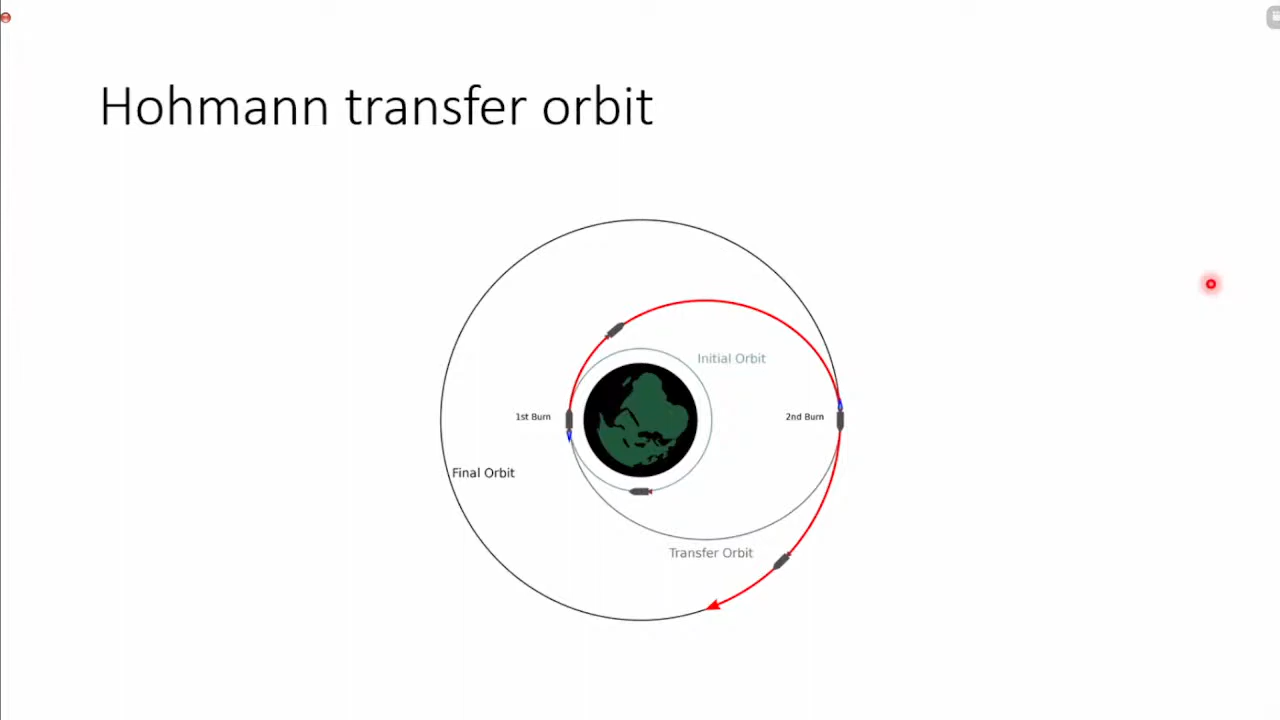 Hohmann transfer orbit
Initial Orbit
1st Burn
2nd Burn
Final Orbit
Transfer Orbit